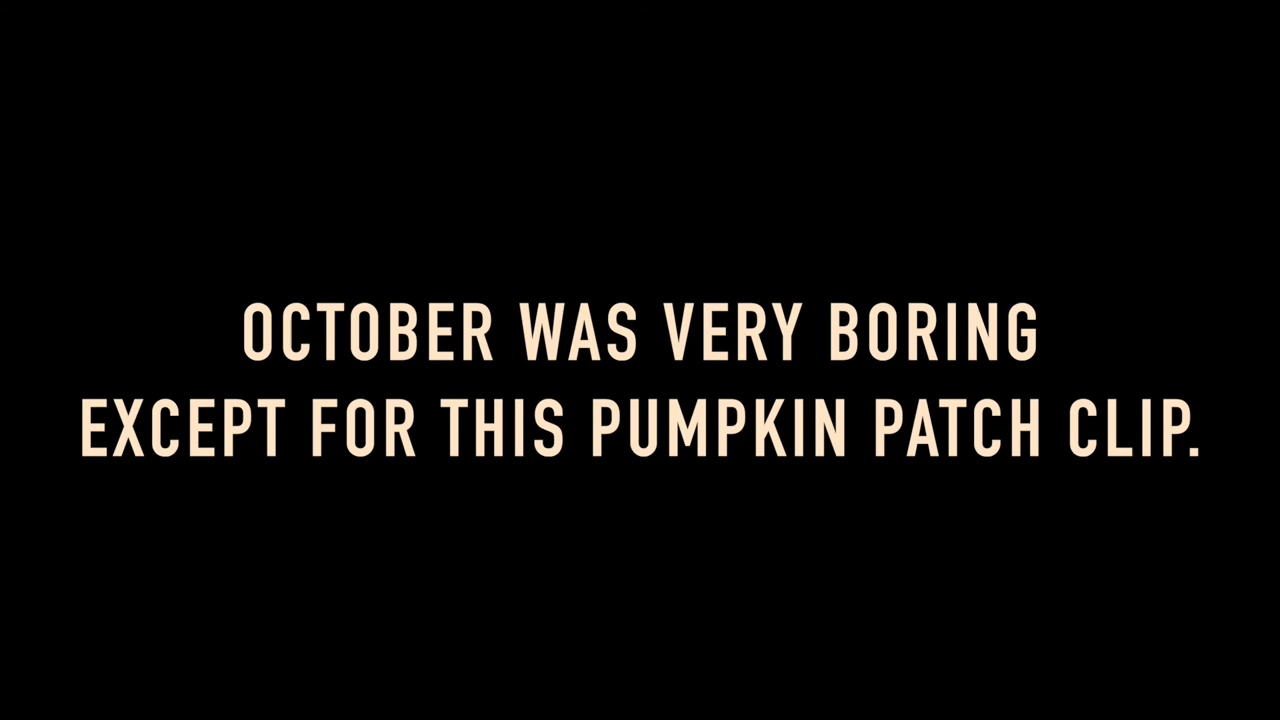 OCTOBER WAS VERY BORING
EXCEPT FOR THIS PUMPKIN PATCH CLIP.